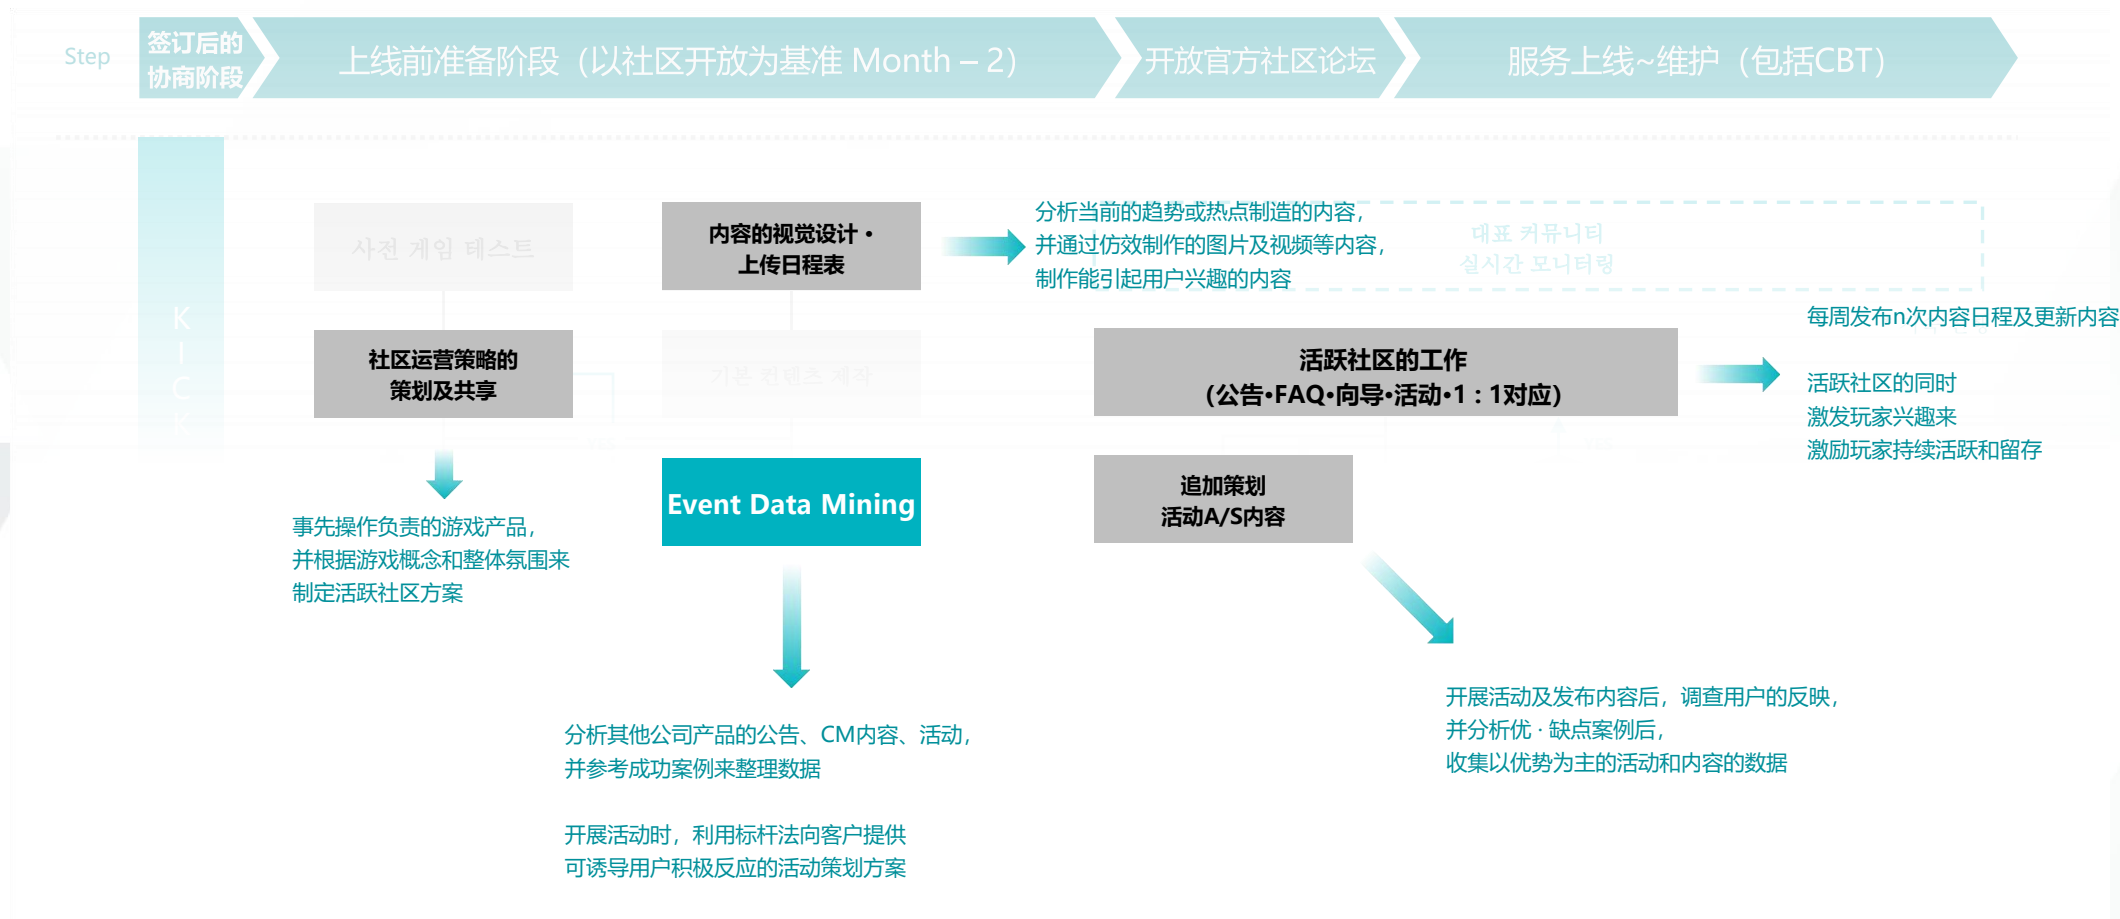 Step
签订后的
协商阶段
上线前准备阶段（以社区开放为基准 Month – 2）
开放官方社区论坛
服务上线~维护（包括CBT）
K
I
C
K
사전 게임 테스트
内容的视觉设计・
上传日程表
分析当前的趋势或热点制造的内容，
并通过仿效制作的图片及视频等内容，
制作能引起用户兴趣的内容
대표 커뮤니티
실시간 모니터링
社区运营策略的
策划及共享
기본 컨텐츠 제작
活跃社区的工作
（公告•FAQ•向导•活动•1：1对应）
每周发布n次内容日程及更新内容
活跃社区的同时
激发玩家兴趣来
激励玩家持续活跃和留存
Event Data Mining
追加策划
活动A/S内容
事先操作负责的游戏产品，
并根据游戏概念和整体氛围来
制定活跃社区方案
分析其他公司产品的公告、CM内容、活动，
并参考成功案例来整理数据
开展活动时，利用标杆法向客户提供
可诱导用户积极反应的活动策划方案
开展活动及发布内容后，调查用户的反映，
并分析优 · 缺点案例后，
收集以优势为主的活动和内容的数据